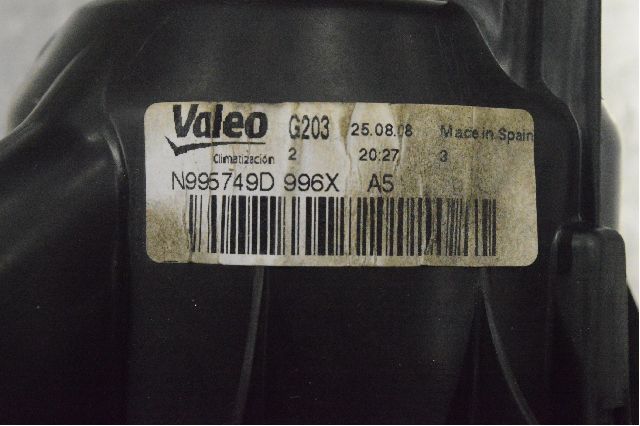 Valeo G203 25.08.08 Made in Spain
Climatización 2 20:27 3
N995749D 996X A5